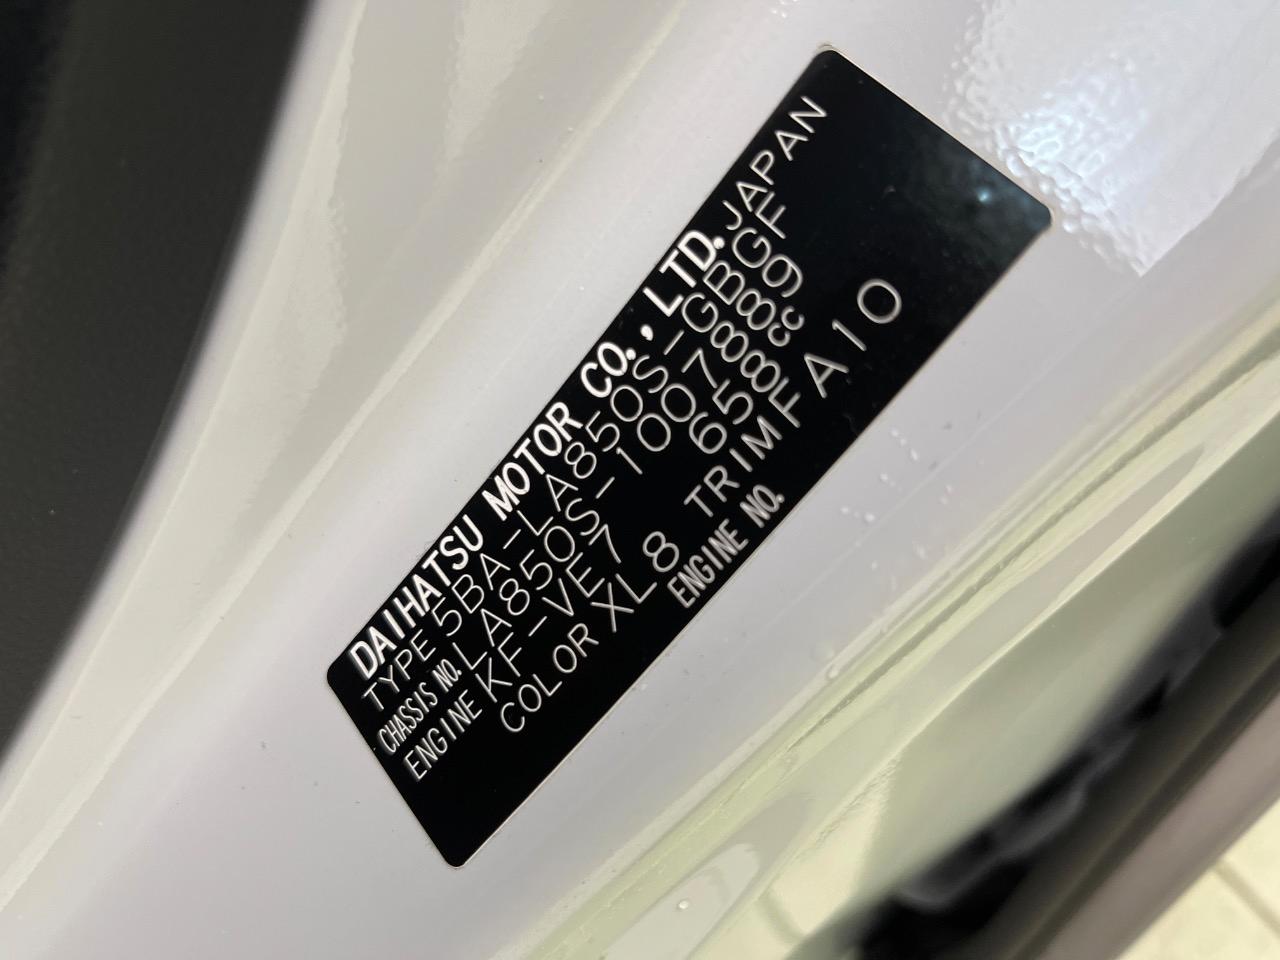 DAIHATSU MOTOR CO., LTD. JAPAN
TYPE 5BA-LA850S-GBGF
CHASSIS NO. LA850S-1007889
ENGINE KF-VE7 658cc
COLOR XL8 TRIM FA10
ENGINE NO.